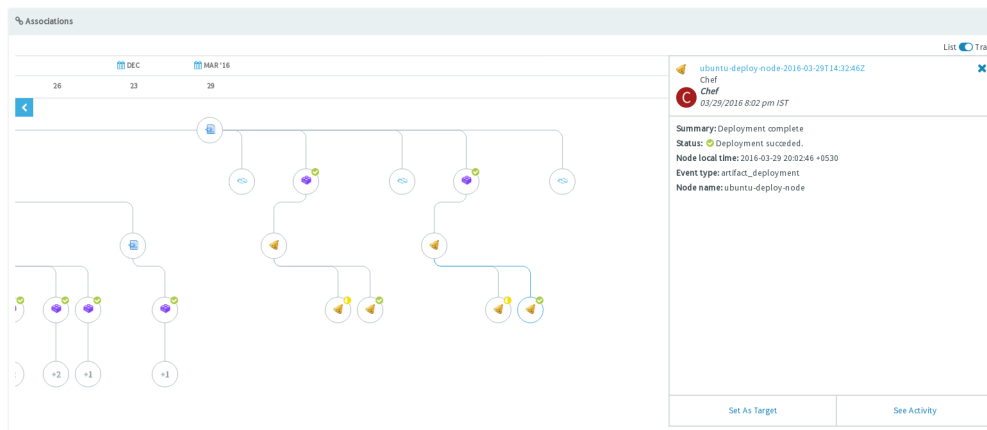 Associations
List Tra
DEC MAR '16
26 23 29
ubuntu-deploy-node-2016-03-29T14:32:46Z
Chef
C Chef
03/29/2016 8:02 pm IST
Summary: Deployment complete
Status: Deployment succeded.
Node local time: 2016-03-29 20:02:46 +0530
Event type: artifact_deployment
Node name: ubuntu-deploy-node
+2 +1 +1
Set As Target See Activity